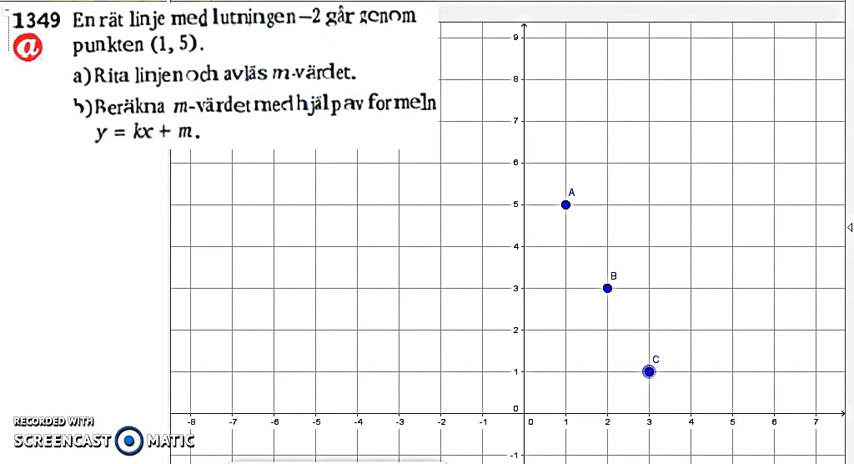 1349 En rät linje med lutningen −2 går genom
punkten (1, 5).
a) Rita linjen och avläs m-värdet.
b) Beräkna m-värdet med hjälp av formeln
y = kx + m.
a
9
8
7
6
5
4
3
2
1
0
-1
A
B
C
-8 -7 -6 -5 -4 -3 -2 -1 0 1 2 3 4 5 6 7
RECORDED WITH
SCREENCAST MATIC